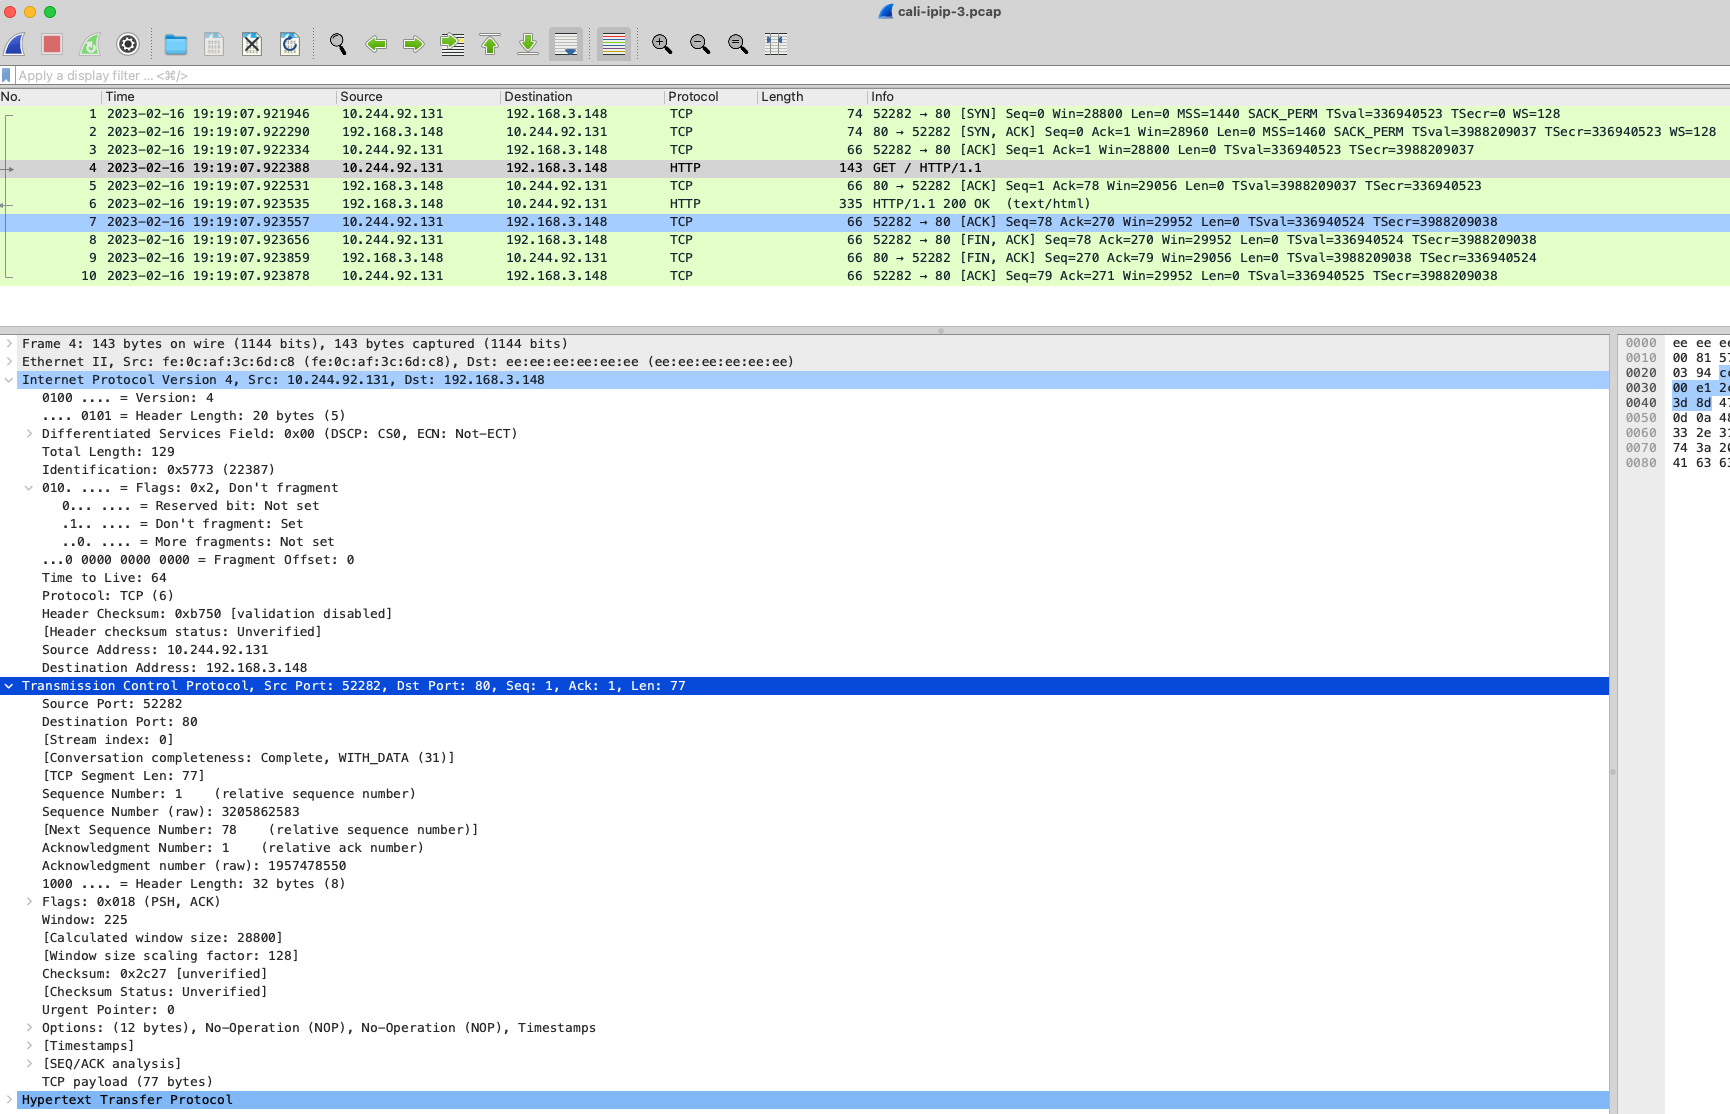 cali-ipip-3.pcap
Apply a display filter ... <⌘/>
No. Time Source Destination Protocol Length Info
1 2023-02-16 19:19:07.921946 10.244.92.131 192.168.3.148 TCP 74 52282 → 80 [SYN] Seq=0 Win=28800 Len=0 MSS=1440 SACK_PERM TSval=336940523 TSecr=0 WS=128
2 2023-02-16 19:19:07.922290 192.168.3.148 10.244.92.131 TCP 74 80 → 52282 [SYN, ACK] Seq=0 Ack=1 Win=28960 Len=0 MSS=1460 SACK_PERM TSval=3988209037 TSecr=336940523 WS=128
3 2023-02-16 19:19:07.922334 10.244.92.131 192.168.3.148 TCP 66 52282 → 80 [ACK] Seq=1 Ack=1 Win=28800 Len=0 TSval=336940523 TSecr=3988209037
4 2023-02-16 19:19:07.922388 10.244.92.131 192.168.3.148 HTTP 143 GET / HTTP/1.1
5 2023-02-16 19:19:07.922531 192.168.3.148 10.244.92.131 TCP 66 80 → 52282 [ACK] Seq=1 Ack=78 Win=29056 Len=0 TSval=3988209037 TSecr=336940523
6 2023-02-16 19:19:07.923535 192.168.3.148 10.244.92.131 HTTP 335 HTTP/1.1 200 OK (text/html)
7 2023-02-16 19:19:07.923557 10.244.92.131 192.168.3.148 TCP 66 52282 → 80 [ACK] Seq=78 Ack=270 Win=29952 Len=0 TSval=336940524 TSecr=3988209038
8 2023-02-16 19:19:07.923656 10.244.92.131 192.168.3.148 TCP 66 52282 → 80 [FIN, ACK] Seq=78 Ack=270 Win=29952 Len=0 TSval=336940524 TSecr=3988209038
9 2023-02-16 19:19:07.923859 192.168.3.148 10.244.92.131 TCP 66 80 → 52282 [FIN, ACK] Seq=270 Ack=79 Win=29056 Len=0 TSval=3988209038 TSecr=336940524
10 2023-02-16 19:19:07.923878 10.244.92.131 192.168.3.148 TCP 66 52282 → 80 [ACK] Seq=79 Ack=271 Win=29952 Len=0 TSval=336940525 TSecr=3988209038
Frame 4: 143 bytes on wire (1144 bits), 143 bytes captured (1144 bits)
Ethernet II, Src: fe:0c:af:3c:6d:c8 (fe:0c:af:3c:6d:c8), Dst: ee:ee:ee:ee:ee:ee (ee:ee:ee:ee:ee:ee)
Internet Protocol Version 4, Src: 10.244.92.131, Dst: 192.168.3.148
0100 .... = Version: 4
.... 0101 = Header Length: 20 bytes (5)
Differentiated Services Field: 0x00 (DSCP: CS0, ECN: Not-ECT)
Total Length: 129
Identification: 0x5773 (22387)
010. .... = Flags: 0x2, Don't fragment
0... .... = Reserved bit: Not set
.1.. .... = Don't fragment: Set
..0. .... = More fragments: Not set
...0 0000 0000 0000 = Fragment Offset: 0
Time to Live: 64
Protocol: TCP (6)
Header Checksum: 0xb750 [validation disabled]
[Header checksum status: Unverified]
Source Address: 10.244.92.131
Destination Address: 192.168.3.148
Transmission Control Protocol, Src Port: 52282, Dst Port: 80, Seq: 1, Ack: 1, Len: 77
Source Port: 52282
Destination Port: 80
[Stream index: 0]
[Conversation completeness: Complete, WITH_DATA (31)]
[TCP Segment Len: 77]
Sequence Number: 1 (relative sequence number)
Sequence Number (raw): 3205862583
[Next Sequence Number: 78 (relative sequence number)]
Acknowledgment Number: 1 (relative ack number)
Acknowledgment number (raw): 1957478550
1000 .... = Header Length: 32 bytes (8)
Flags: 0x018 (PSH, ACK)
Window: 225
[Calculated window size: 28800]
[Window size scaling factor: 128]
Checksum: 0x2c27 [unverified]
[Checksum Status: Unverified]
Urgent Pointer: 0
Options: (12 bytes), No-Operation (NOP), No-Operation (NOP), Timestamps
[Timestamps]
[SEQ/ACK analysis]
TCP payload (77 bytes)
Hypertext Transfer Protocol
0000 ee ee
0010 00 81
0020 03 94
0030 00 e1
0040 3d 8d
0050 0d 0a
0060 33 2e
0070 74 3a
0080 41 63